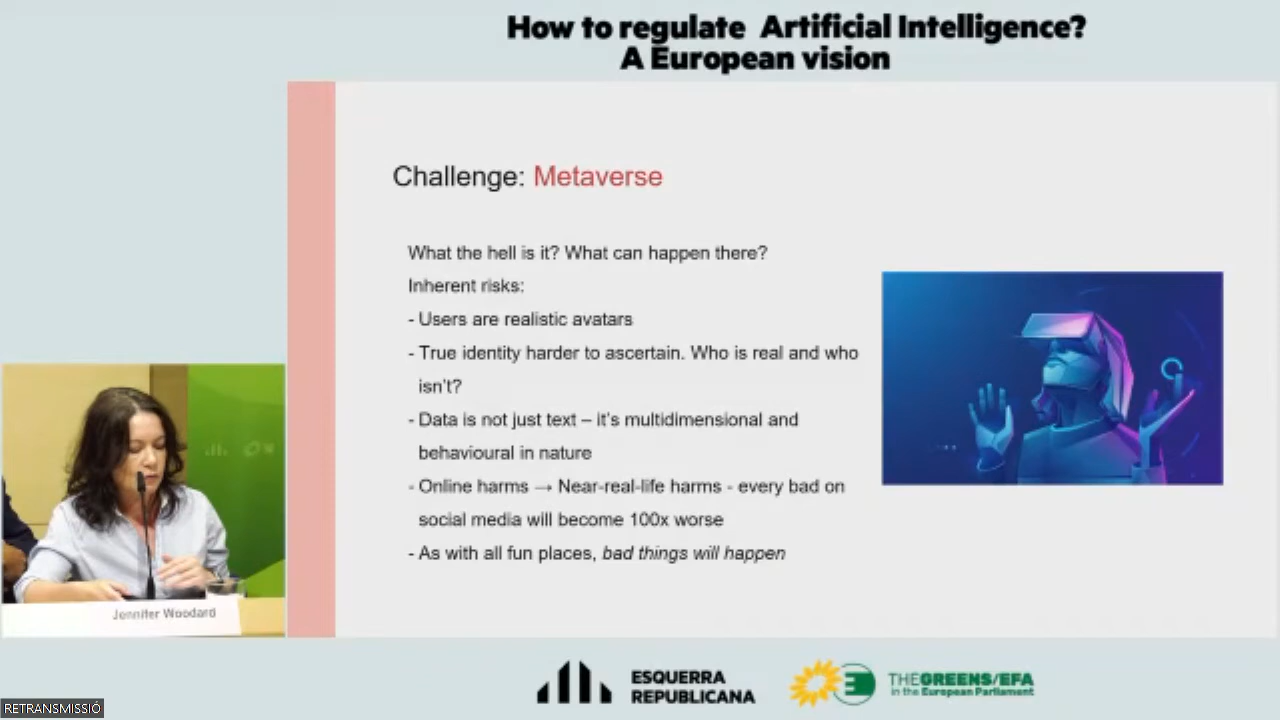 How to regulate Artificial Intelligence?
A European vision
Challenge: Metaverse
What the hell is it? What can happen there?
Inherent risks:
- Users are realistic avatars
- True identity harder to ascertain. Who is real and who
isn't?
- Data is not just text – it's multidimensional and
behavioural in nature
- Online harms → Near-real-life harms - every bad on
social media will become 100x worse
- As with all fun places, bad things will happen
Jennifer Woodard
ESQUERRA
REPUBLICANA
THE GREENS/EFA
in the European Parliament
RETRANSMISSIÓ